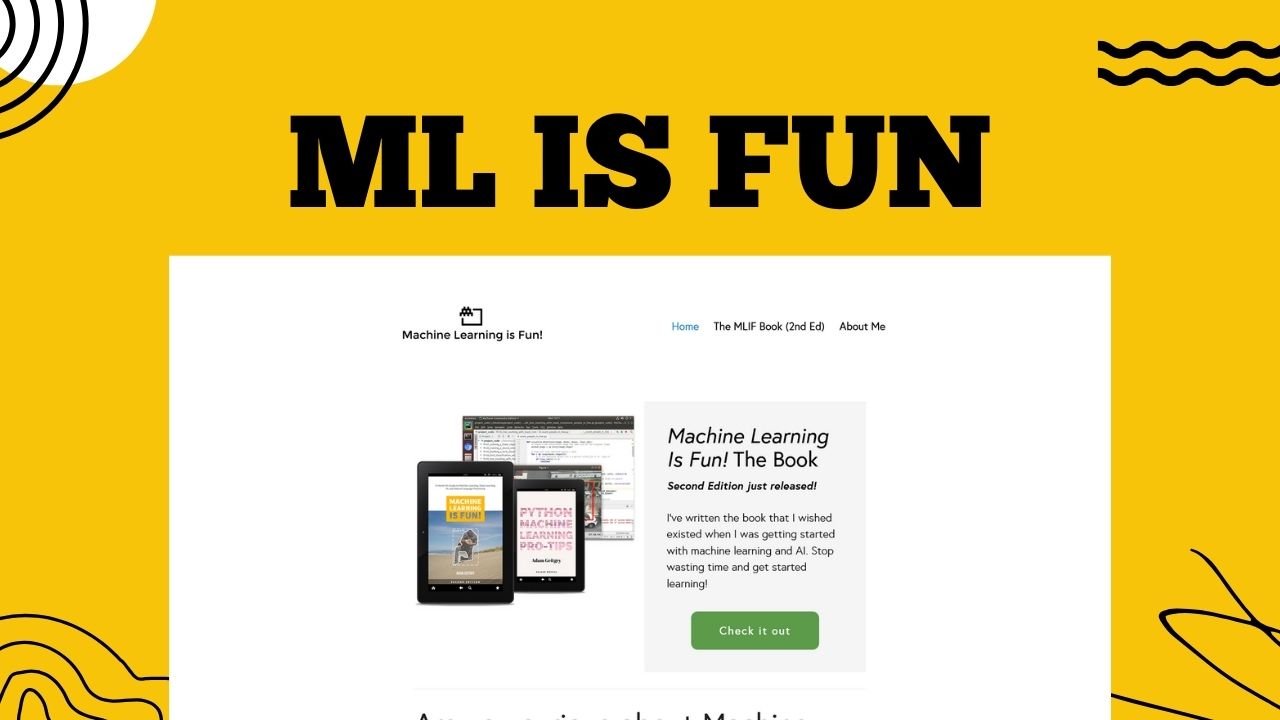 ML IS FUN
Machine Learning is Fun!
Home The MLIF Book (2nd Ed) About Me
MACHINE
LEARNING
IS FUN!
PYTHON
MACHINE
LEARNING
PRO-TIPS
Adam Geitgey
Machine Learning
Is Fun! The Book
Second Edition just released!
I've written the book that I wished
existed when I was getting started
with machine learning and AI. Stop
wasting time and get started
learning!
Check it out